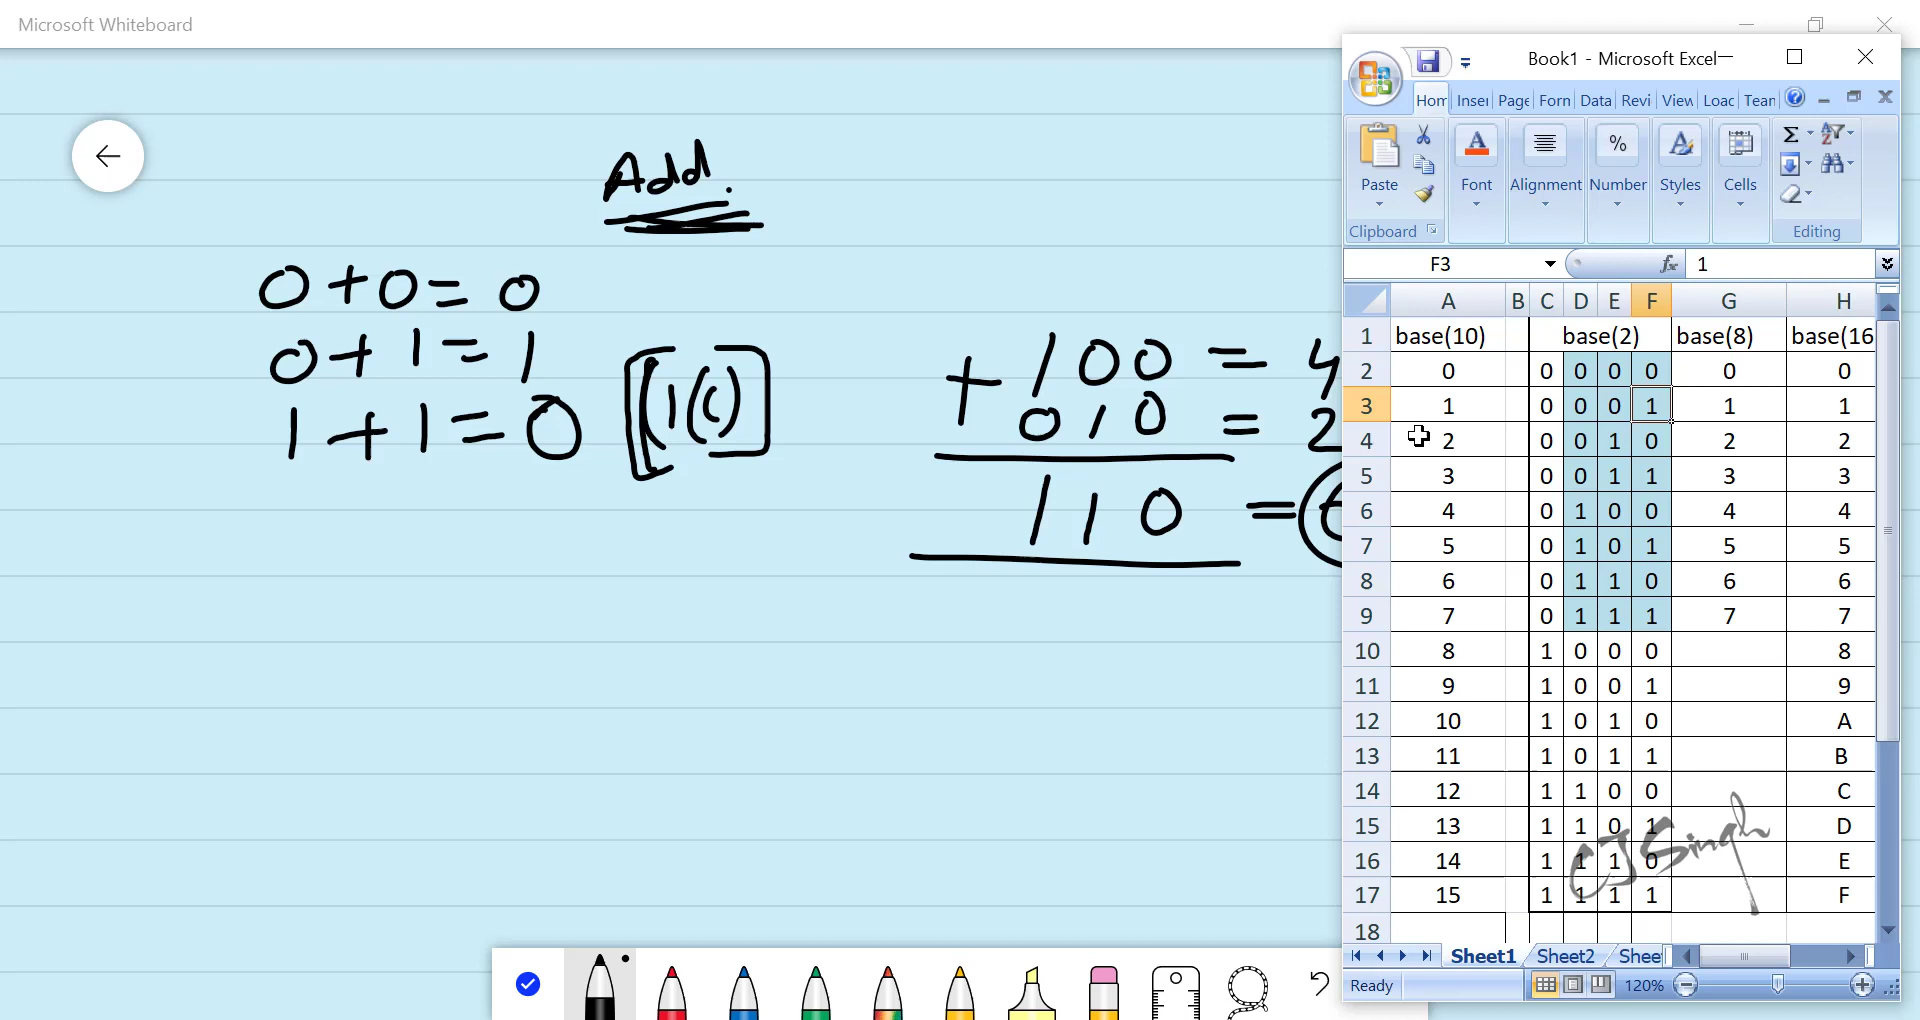 Microsoft Whiteboard
Add.
0+0=0
0+1=1
1+1=0 [(1(c)]
+ 100 = 4
010 = 2
110 =
Book1 - Microsoft Excel
Hom Inser Page Forn Data Revi View Loac Tean
Paste Font Alignment Number Styles Cells
Clipboard Editing
F3 fx 1
A B C D E F G H
1 base(10) base(2) base(8) base(16
2 0 0 0 0 0 0 0
3 1 0 0 0 1 1 1
4 2 0 0 1 0 2 2
5 3 0 0 1 1 3 3
6 4 0 1 0 0 4 4
7 5 0 1 0 1 5 5
8 6 0 1 1 0 6 6
9 7 0 1 1 1 7 7
10 8 1 0 0 0 8
11 9 1 0 0 1 9
12 10 1 0 1 0 A
13 11 1 0 1 1 B
14 12 1 1 0 0 C
15 13 1 1 0 1 D
16 14 1 1 1 0 E
17 15 1 1 1 1 F
18
CJSingh
Sheet1 Sheet2 Shee
Ready 120%